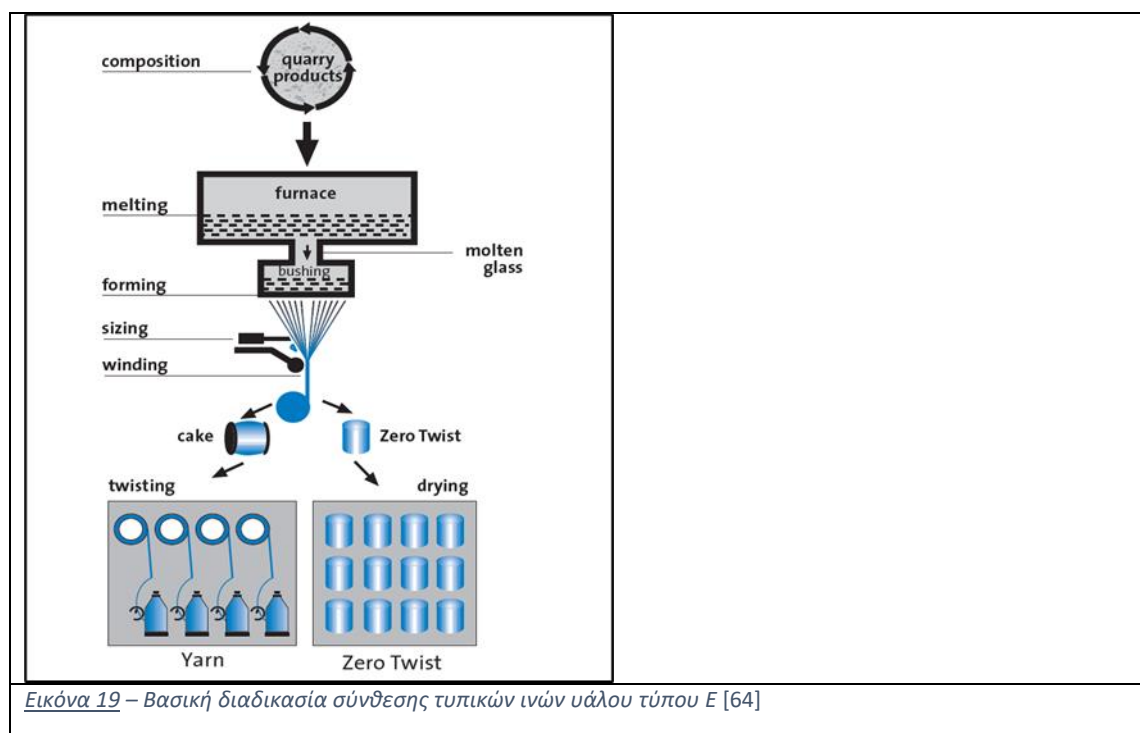 composition
quarry
products
melting
furnace
molten
glass
bushing
forming
sizing
winding
cake
Zero Twist
twisting
drying
Yarn
Zero Twist
Εικόνα 19 – Βασική διαδικασία σύνθεσης τυπικών ινών υάλου τύπου Ε [64]